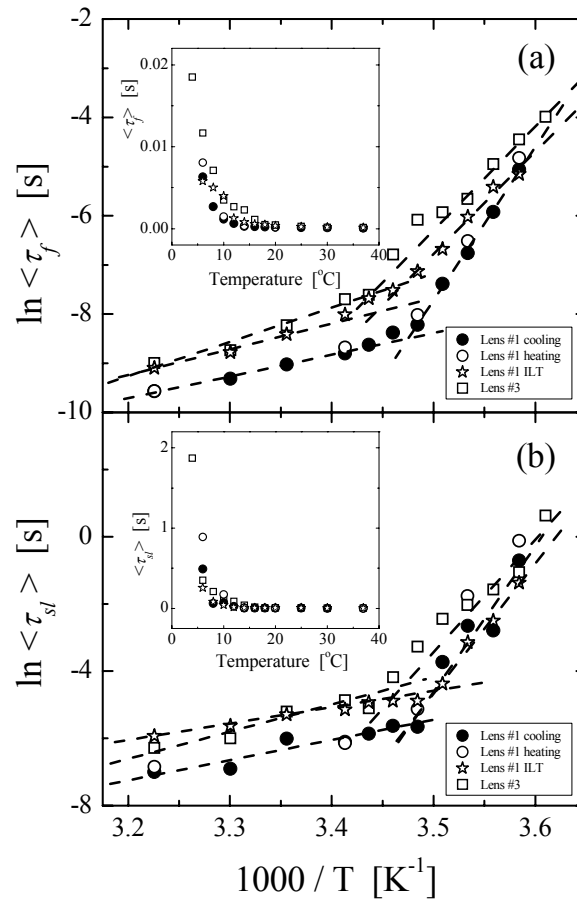 (a)
ln <τf> [s]
-2
-4
-6
-8
-10
<τf> [s]
0.02
0.01
0.00
0 10 20 30 40
Temperature [°C]
Lens #1 cooling
Lens #1 heating
Lens #1 ILT
Lens #3
(b)
ln <τsl> [s]
0
-4
-8
<τsl> [s]
2
1
0
0 10 20 30 40
Temperature [°C]
Lens #1 cooling
Lens #1 heating
Lens #1 ILT
Lens #3
3.2 3.3 3.4 3.5 3.6
1000 / T [K-1]